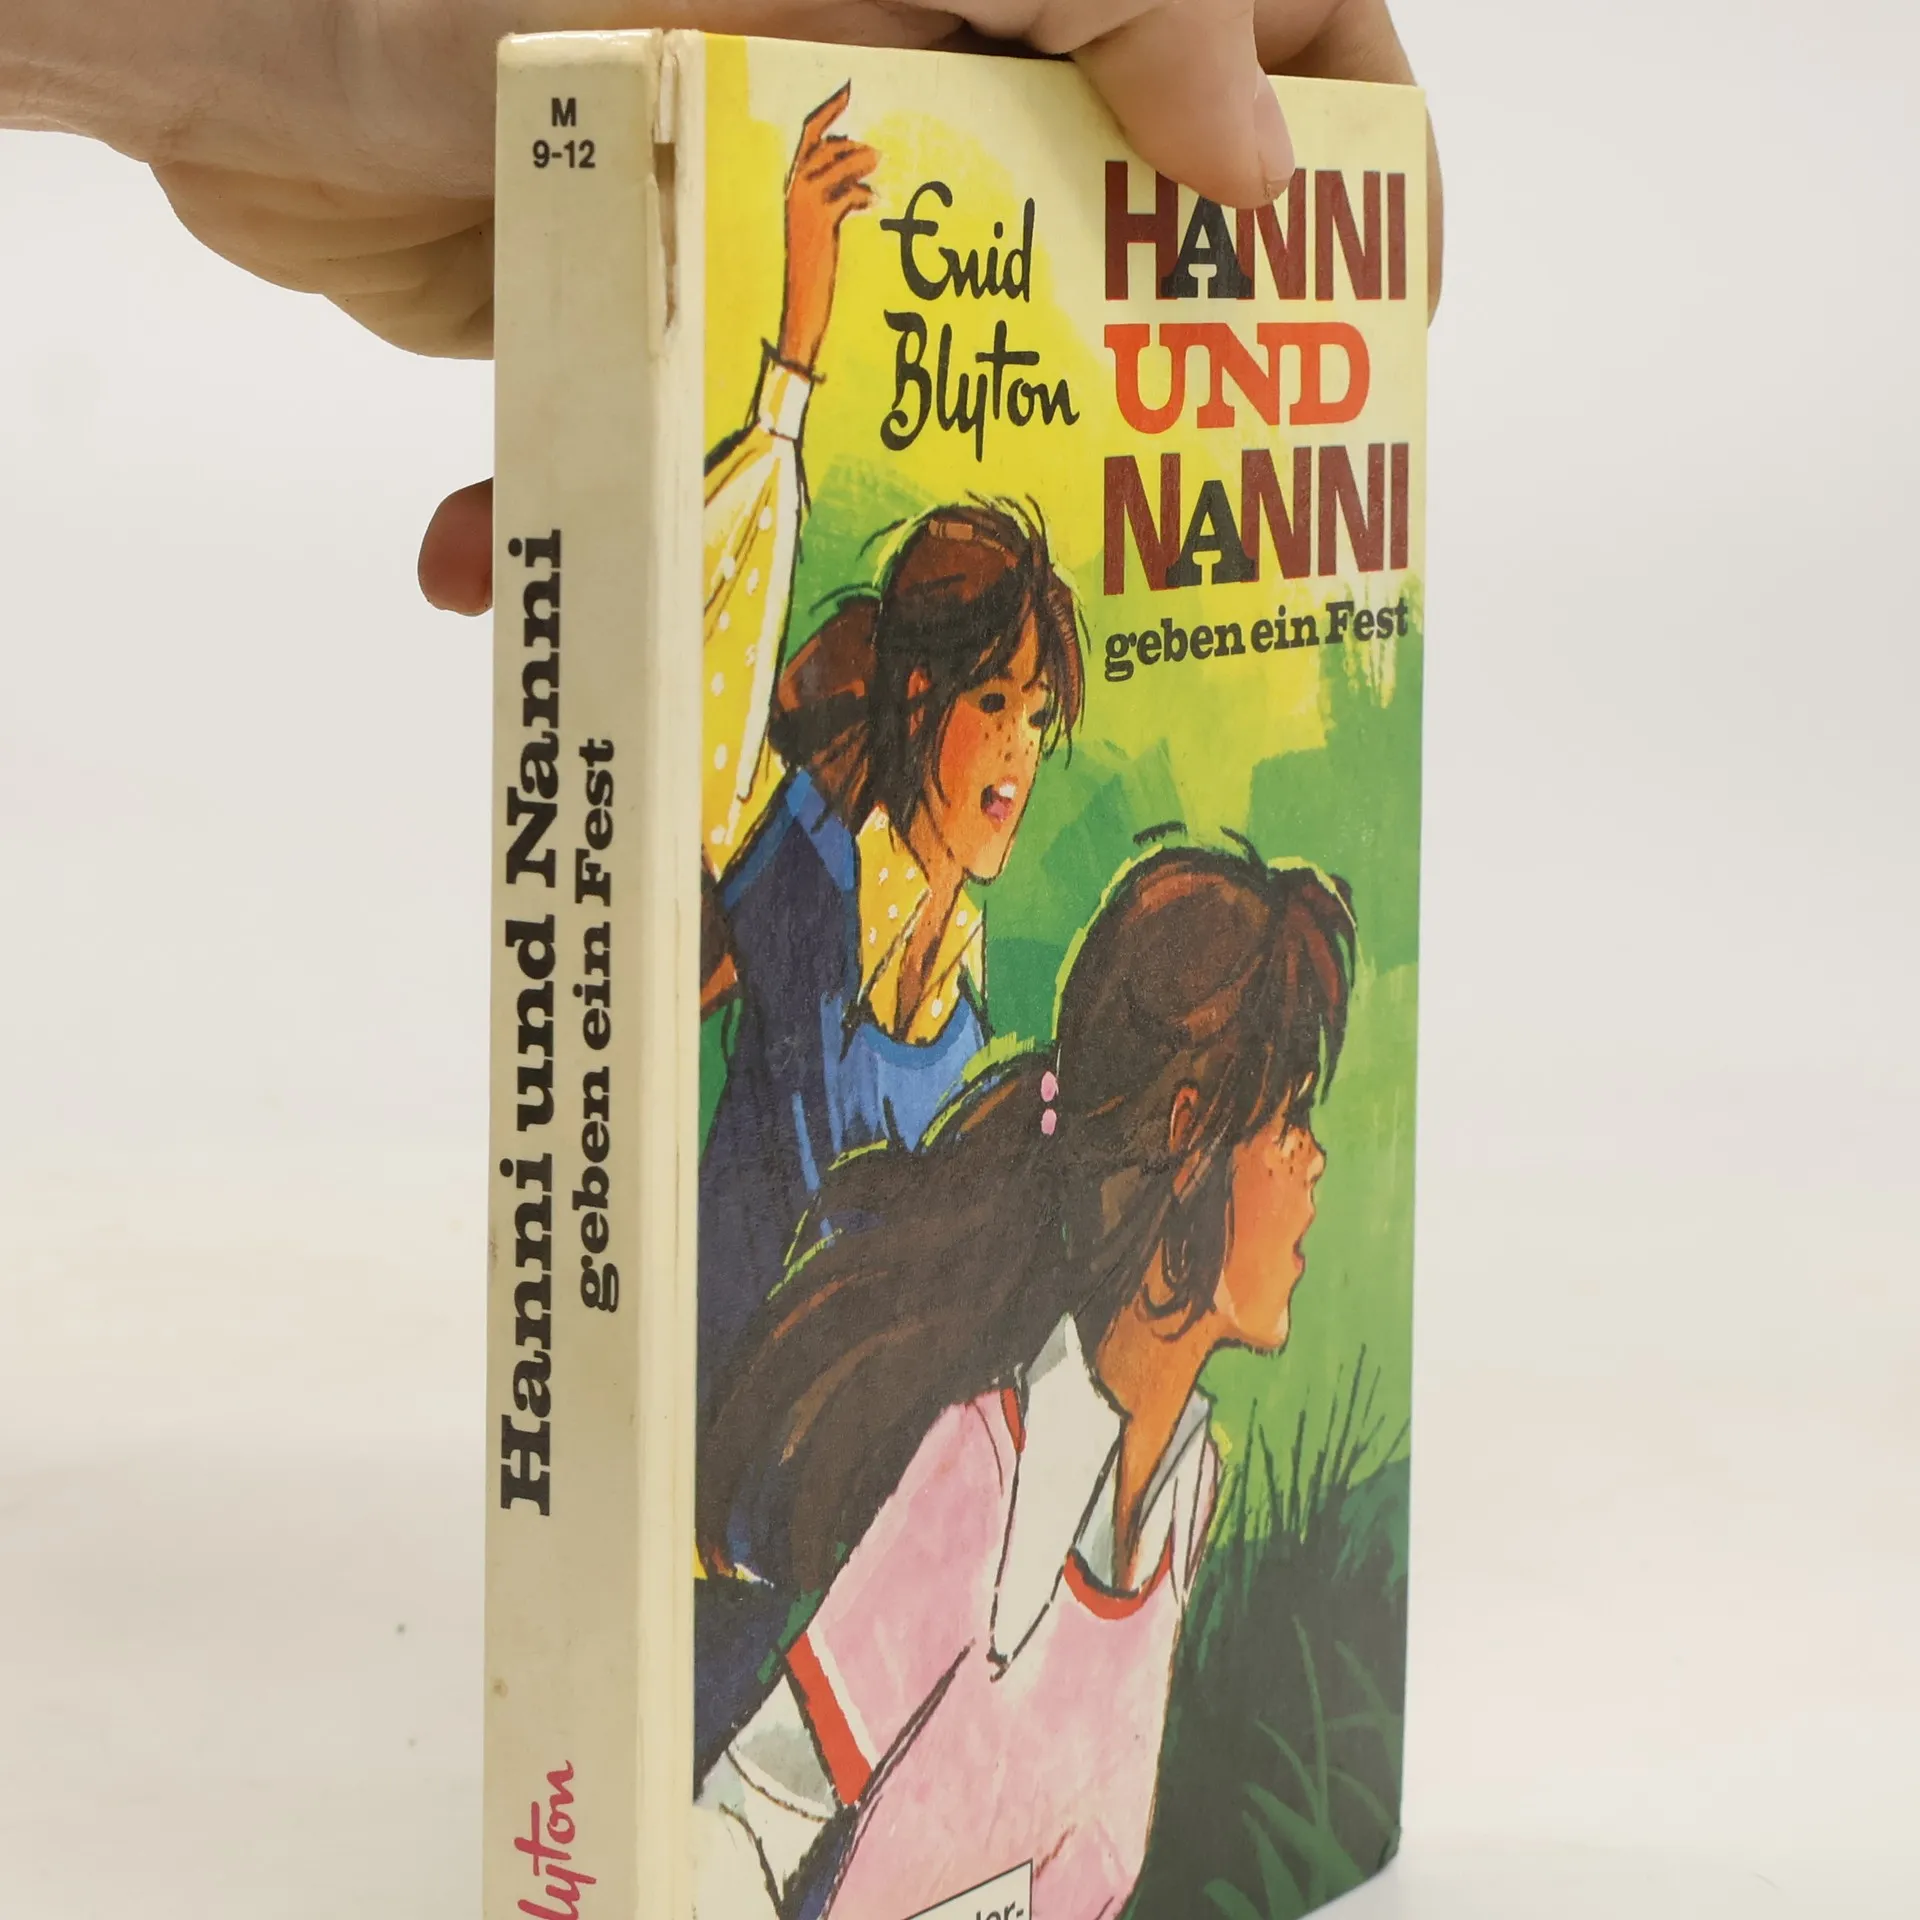 M
9-12
Hanni und Nanni
geben ein Fest
Enid
Blyton
HANNI
UND
NANNI
geben ein Fest